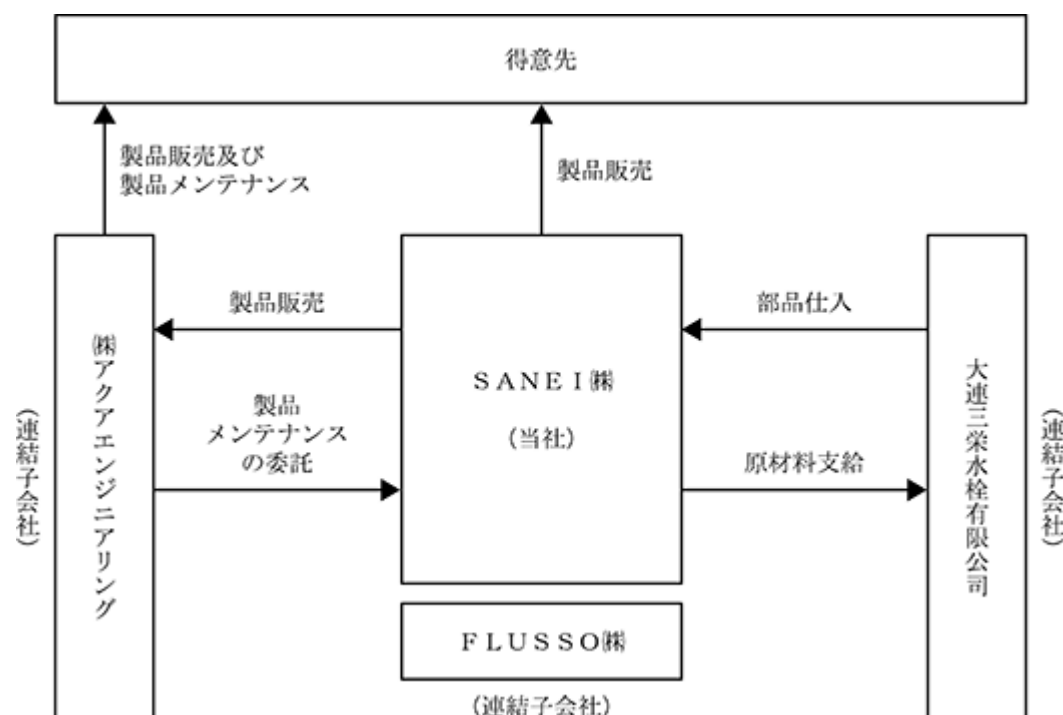 得意先
製品販売及び
製品メンテナンス
製品販売
製品販売
部品仕入
㈱アクアエンジニアリング
(連結子会社)
製品
メンテナンス
の委託
ＳＡＮＥＩ㈱
(当社)
原材料支給
大連三栄水栓有限公司
(連結子会社)
ＦＬＵＳＳＯ㈱
(連結子会社)